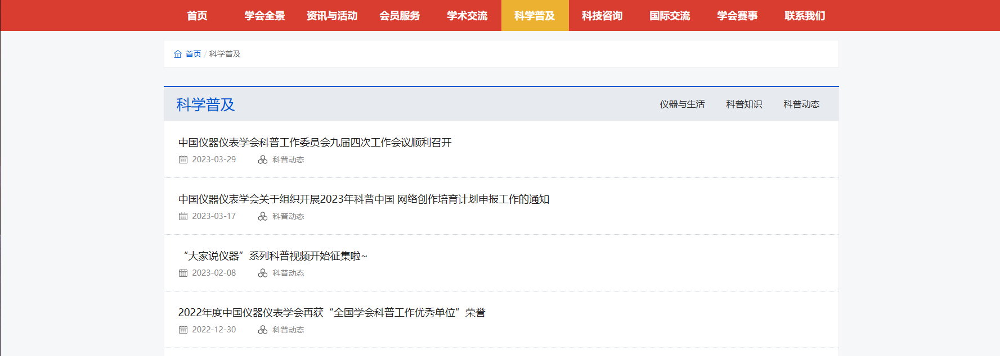 首页 学会全景 资讯与活动 会员服务 学术交流 科学普及 科技咨询 国际交流 学会赛事 联系我们
首页 / 科学普及
科学普及 仪器与生活 科普知识 科普动态
中国仪器仪表学会科普工作委员会九届四次工作会议顺利召开
2023-03-29 科普动态
中国仪器仪表学会关于组织开展2023年科普中国 网络创作培育计划申报工作的通知
2023-03-17 科普动态
“大家说仪器”系列科普视频开始征集啦~
2023-02-08 科普动态
2022年度中国仪器仪表学会再获“全国学会科普工作优秀单位”荣誉
2022-12-30 科普动态